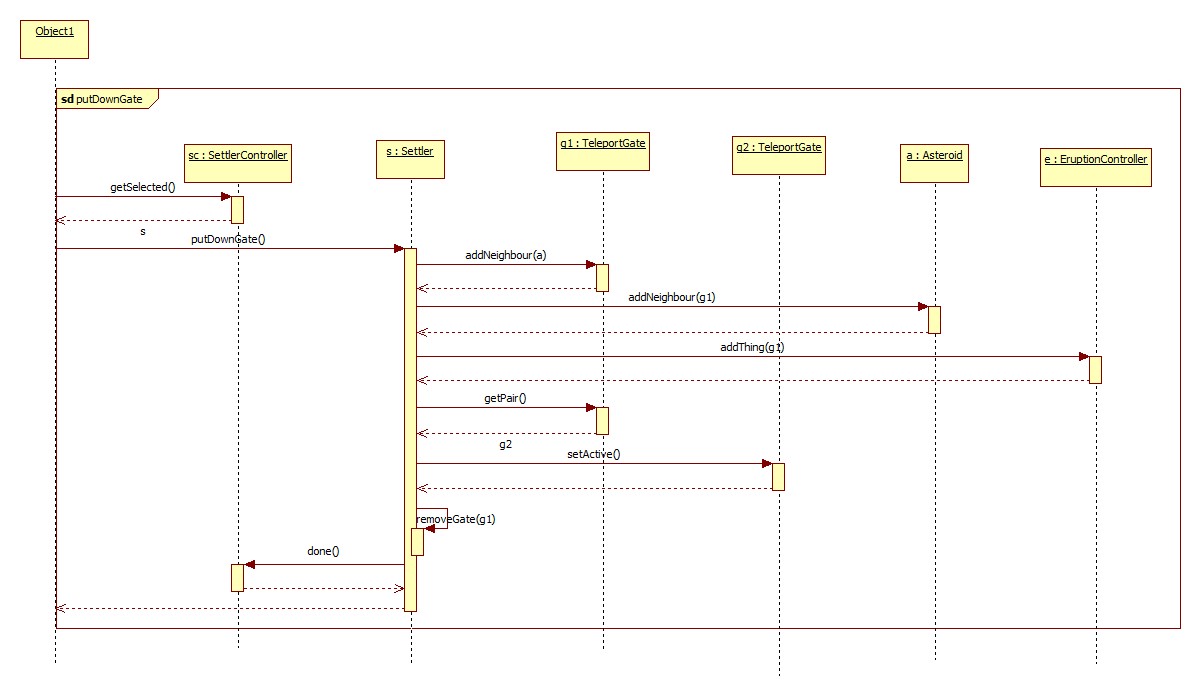 Object1
sd putDownGate
sc : SettlerController
s : Settler
g1 : TeleportGate
g2 : TeleportGate
a : Asteroid
e : EruptionController
getSelected()
s
putDownGate()
addNeighbour(a)
addNeighbour(g1)
addThing(g1)
getPair()
g2
setActive()
removeGate(g1)
done()